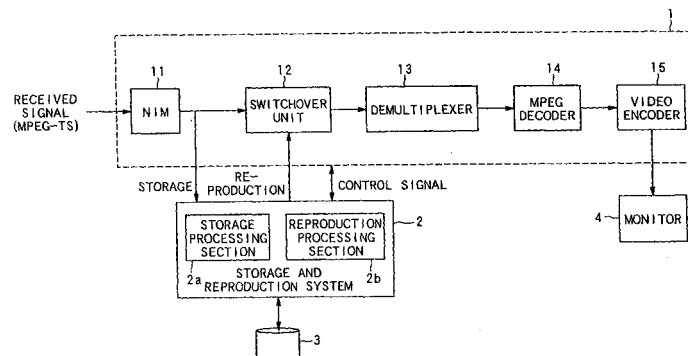 1
11
12
13
14
15
RECEIVED
SIGNAL
(MPEG-TS)
NIM
SWITCHOVER
UNIT
DEMULTIPLEXER
MPEG
DECODER
VIDEO
ENCODER
STORAGE
RE-
PRODUCTION
CONTROL SIGNAL
2
STORAGE
PROCESSING
SECTION
REPRODUCTION
PROCESSING
SECTION
2a
2b
STORAGE AND
REPRODUCTION SYSTEM
4
MONITOR
3